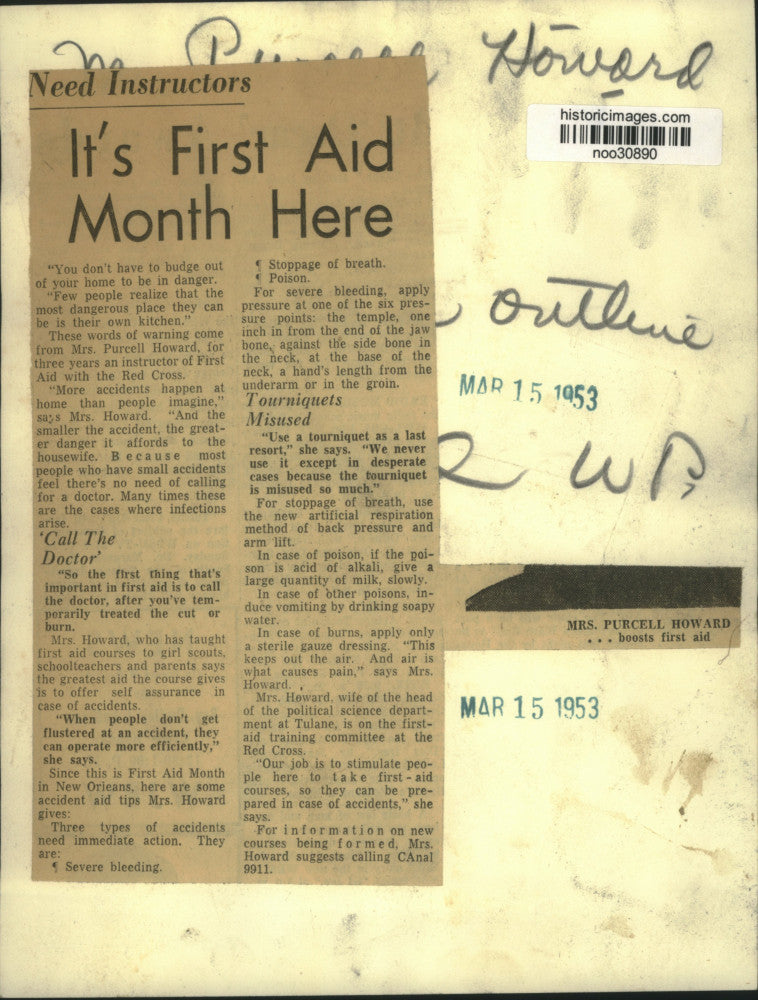 Purcell Howard
historicimages.com
noo30890
Need Instructors
It's First Aid
Month Here
"You don't have to budge out
of your home to be in danger.
"Few people realize that the
most dangerous place they can
be is their own kitchen."
These words of warning come
from Mrs. Purcell Howard, for
three years an instructor of First
Aid with the Red Cross.
"More accidents happen at
home than people imagine,"
says Mrs. Howard. "And the
smaller the accident, the great-
er danger it affords to the
housewife. Because most
people who have small accidents
feel there's no need of calling
for a doctor. Many times these
are the cases where infections
arise.
'Call The
Doctor'
"So the first thing that's
important in first aid is to call
the doctor, after you've tem-
porarily treated the cut or
burn.
Mrs. Howard, who has taught
first aid courses to girl scouts,
schoolteachers and parents says
the greatest aid the course gives
is to offer self assurance in
case of accidents.
"When people don't get
flustered at an accident, they
can operate more efficiently,"
she says.
Since this is First Aid Month
in New Orleans, here are some
accident aid tips Mrs. Howard
gives:
Three types of accidents
need immediate action. They
are:
¶ Severe bleeding.
¶ Stoppage of breath.
¶ Poison.
For severe bleeding, apply
pressure at one of the six pres-
sure points: the temple, one
inch in from the end of the jaw
bone, against the side bone in
the neck, at the base of the
neck, a hand's length from the
underarm or in the groin.
Tourniquets
Misused
"Use a tourniquet as a last
resort," she says. "We never
use it except in desperate
cases because the tourniquet
is misused so much."
For stoppage of breath, use
the new artificial respiration
method of back pressure and
arm lift.
In case of poison, if the poi-
son is acid of alkali, give a
large quantity of milk, slowly.
In case of other poisons, in-
duce vomiting by drinking soapy
water.
In case of burns, apply only
a sterile gauze dressing. "This
keeps out the air. And air is
what causes pain," says Mrs.
Howard.
Mrs. Howard, wife of the head
of the political science depart-
ment at Tulane, is on the first-
aid training committee at the
Red Cross.
"Our job is to stimulate peo-
ple here to take first-aid
courses, so they can be pre-
pared in case of accidents," she
says.
For information on new
courses being formed, Mrs.
Howard suggests calling CAnal
9911.
outline
MAR 15 1953
MRS. PURCELL HOWARD
... boosts first aid
MAR 15 1953